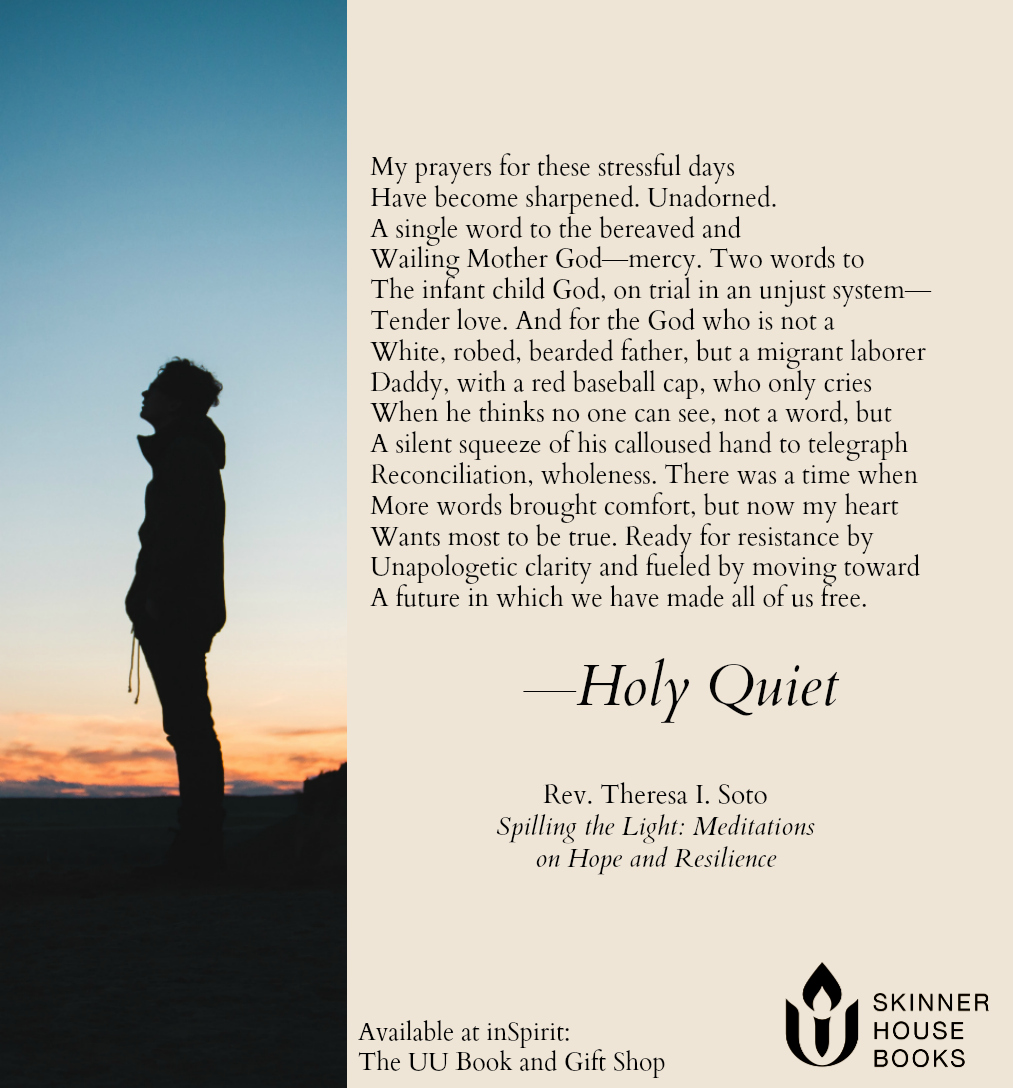 My prayers for these stressful days
Have become sharpened. Unadorned.
A single word to the bereaved and
Wailing Mother God—mercy. Two words to
The infant child God, on trial in an unjust system—
Tender love. And for the God who is not a
White, robed, bearded father, but a migrant laborer
Daddy, with a red baseball cap, who only cries
When he thinks no one can see, not a word, but
A silent squeeze of his calloused hand to telegraph
Reconciliation, wholeness. There was a time when
More words brought comfort, but now my heart
Wants most to be true. Ready for resistance by
Unapologetic clarity and fueled by moving toward
A future in which we have made all of us free.
—Holy Quiet
Rev. Theresa I. Soto
Spilling the Light: Meditations
on Hope and Resilience
Available at inSpirit:
The UU Book and Gift Shop
SKINNER
HOUSE
BOOKS